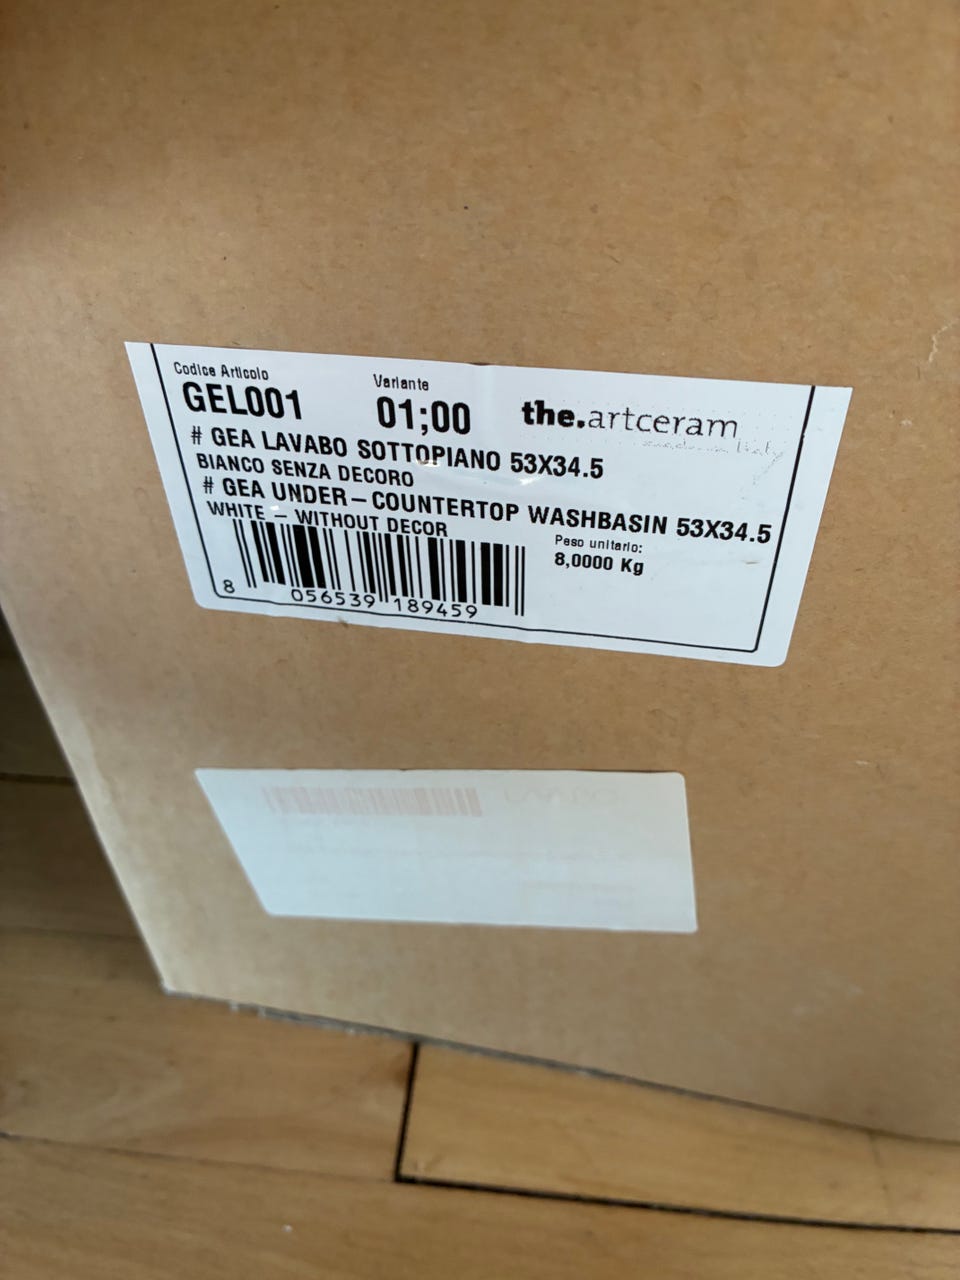 Codice Articolo
Variante
GEL001
01;00
the.artceram
# GEA LAVABO SOTTOPIANO 53X34.5
BIANCO SENZA DECORO
# GEA UNDER-COUNTERTOP WASHBASIN 53X34.5
WHITE - WITHOUT DECOR
Peso unitario:
8,0000 Kg
8 056539 189459